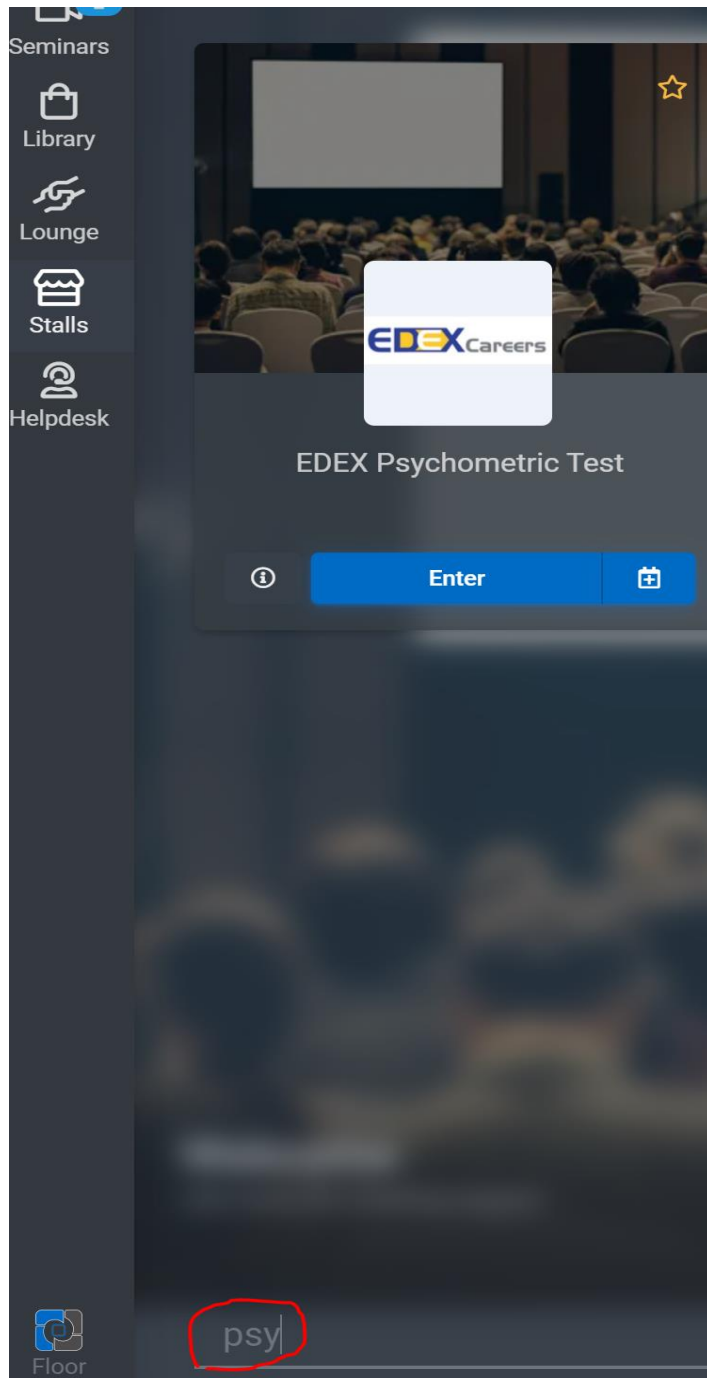 Seminars
Library
Lounge
Stalls
Helpdesk
EDEX Careers
EDEX Psychometric Test
Enter
psy
Floor